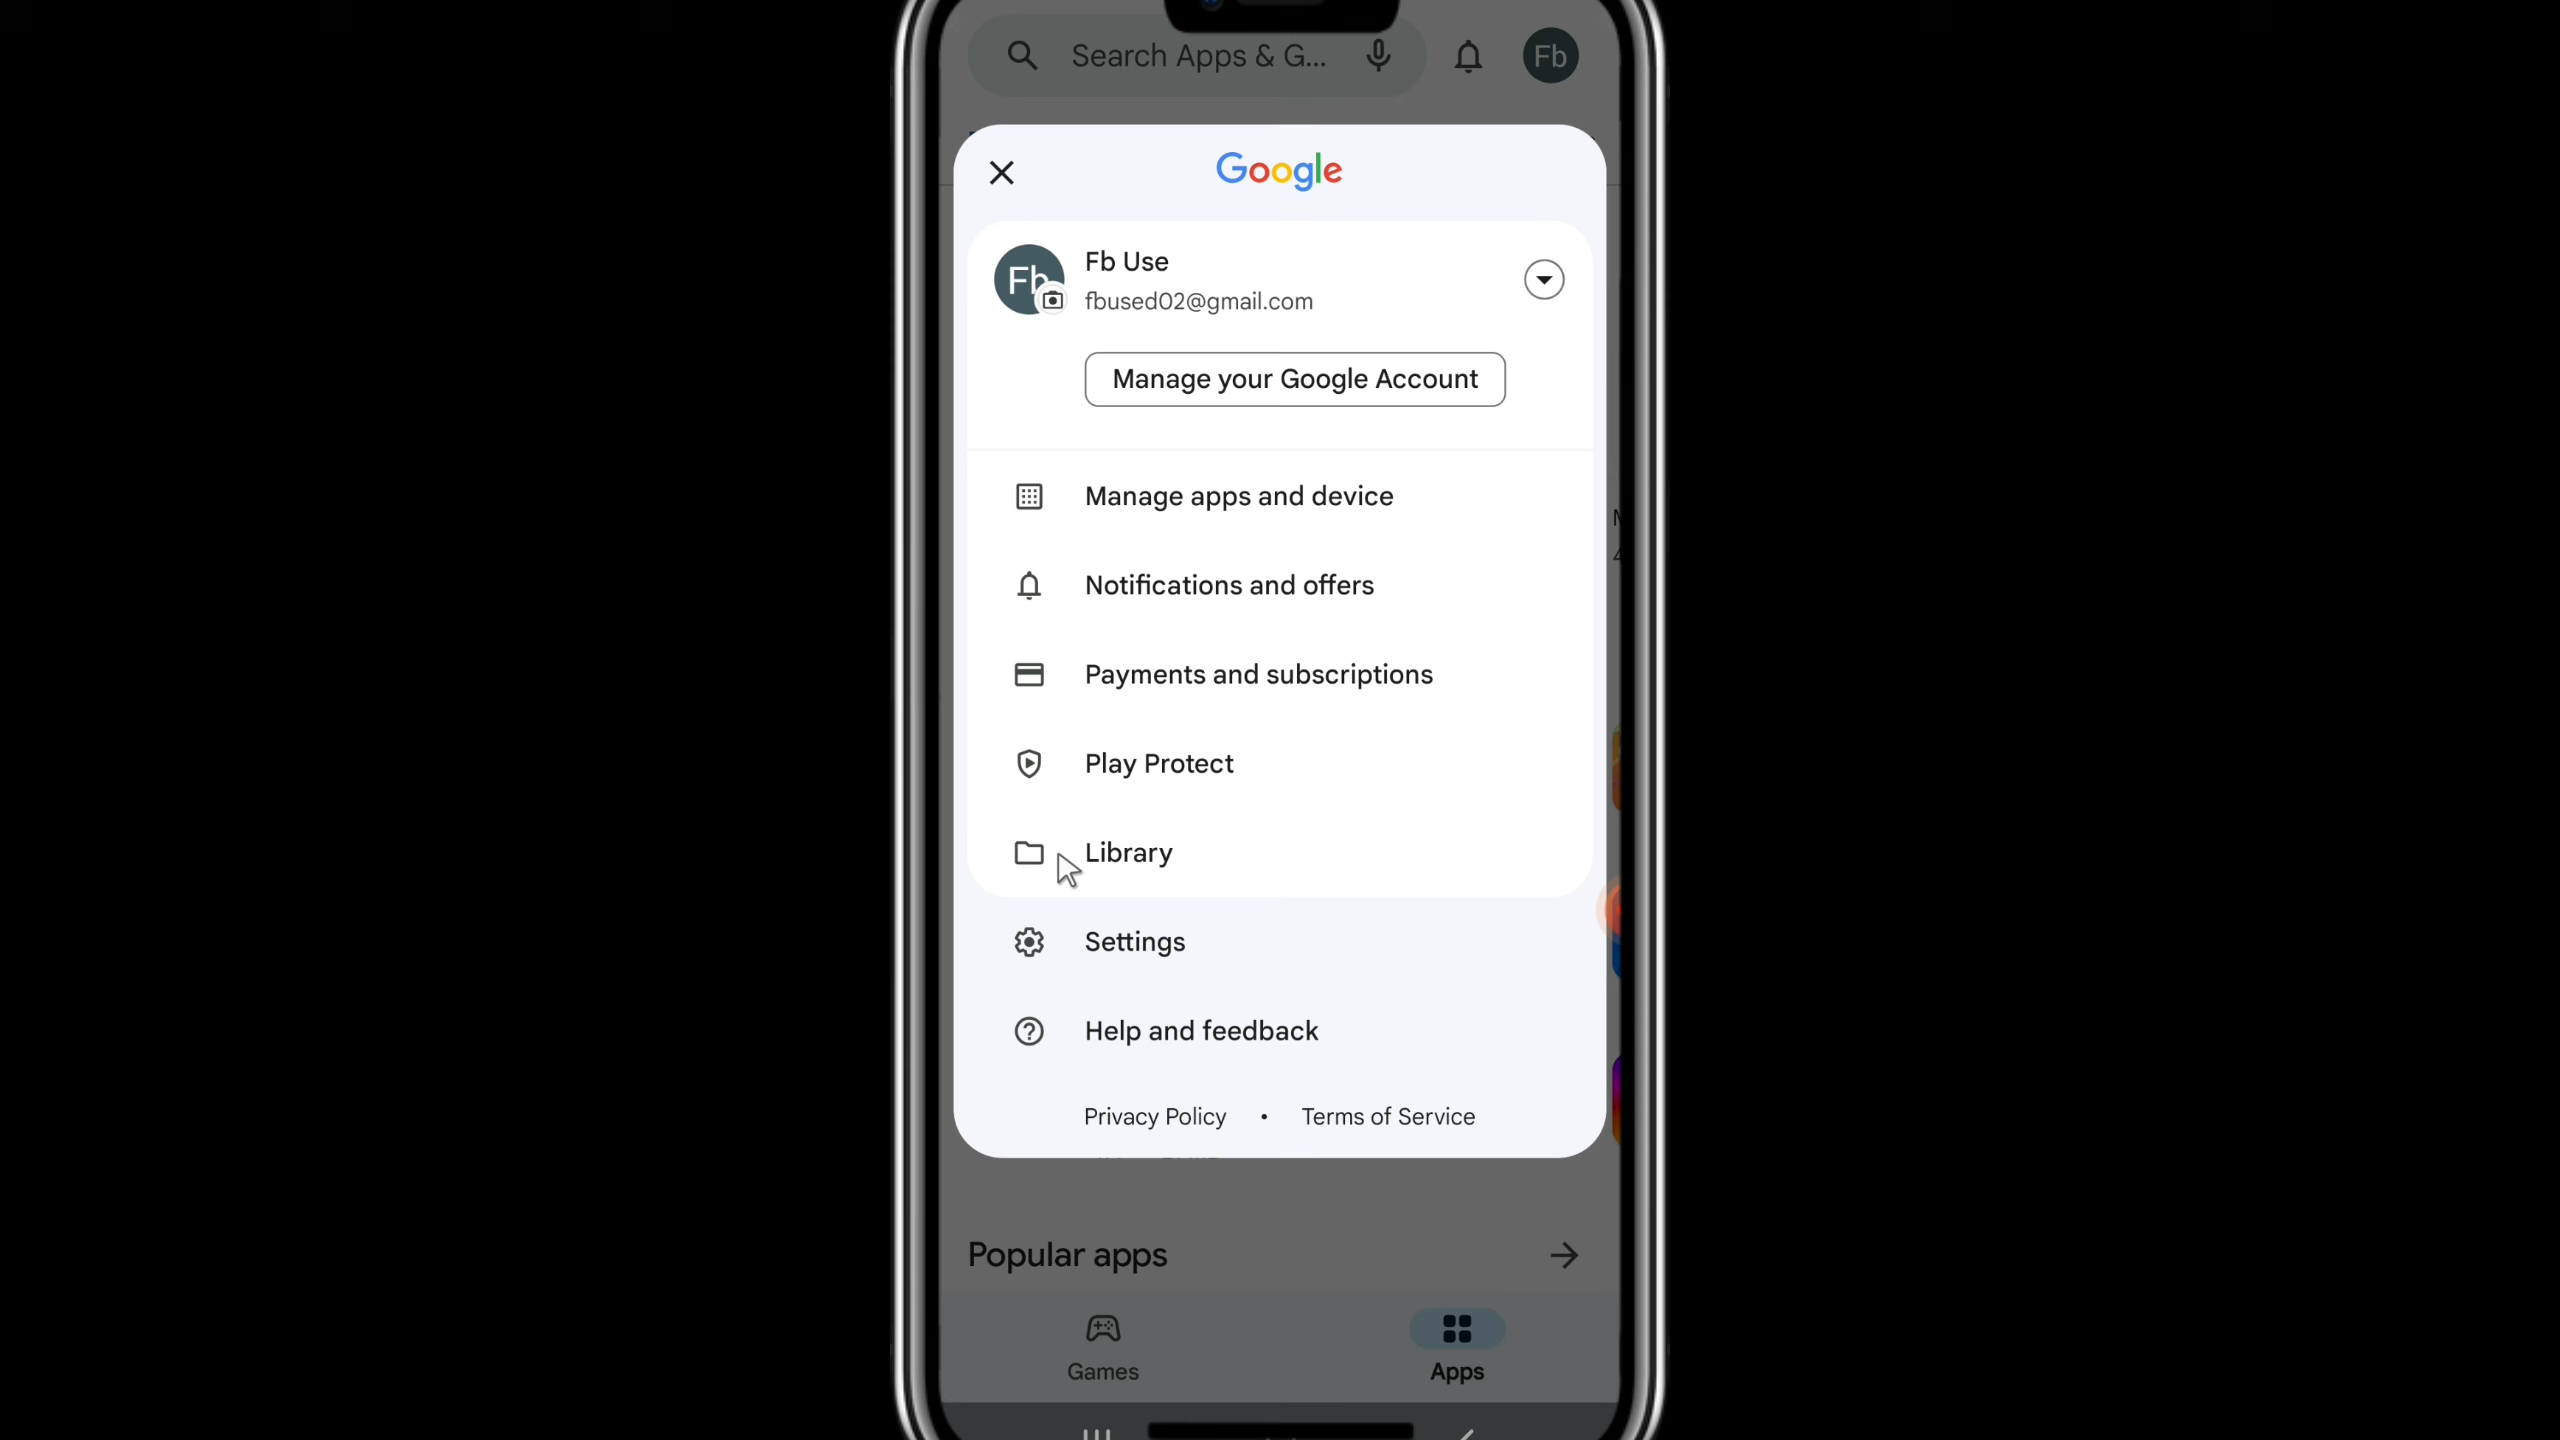 Search Apps & G...
Fb
Google
Fb
Fb Use
fbused02@gmail.com
Manage your Google Account
Manage apps and device
Notifications and offers
Payments and subscriptions
Play Protect
Library
Settings
Help and feedback
Privacy Policy • Terms of Service
Popular apps
Games
Apps